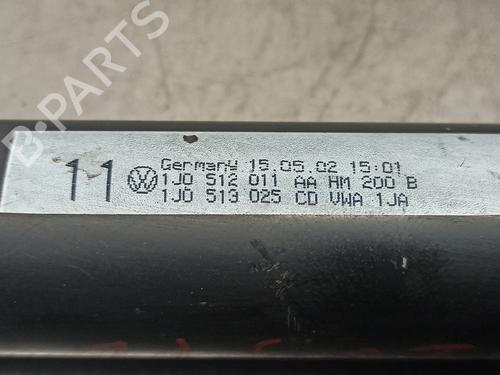 B-PARTS
11
Germany 15.05.02 15:01
1J0 512 011 AA HM 200 B
1J0 513 025 CD VWA 1JA